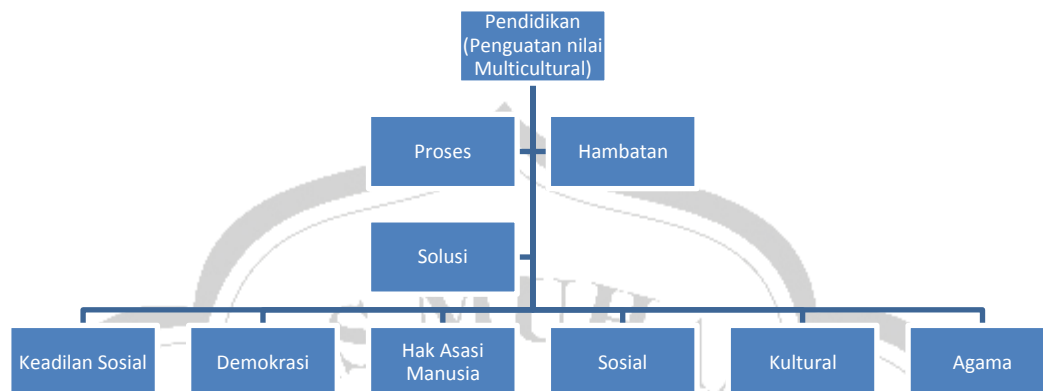 Pendidikan
(Penguatan nilai
Multicultural)
Proses
Hambatan
Solusi
Keadilan Sosial
Demokrasi
Hak Asasi
Manusia
Sosial
Kultural
Agama